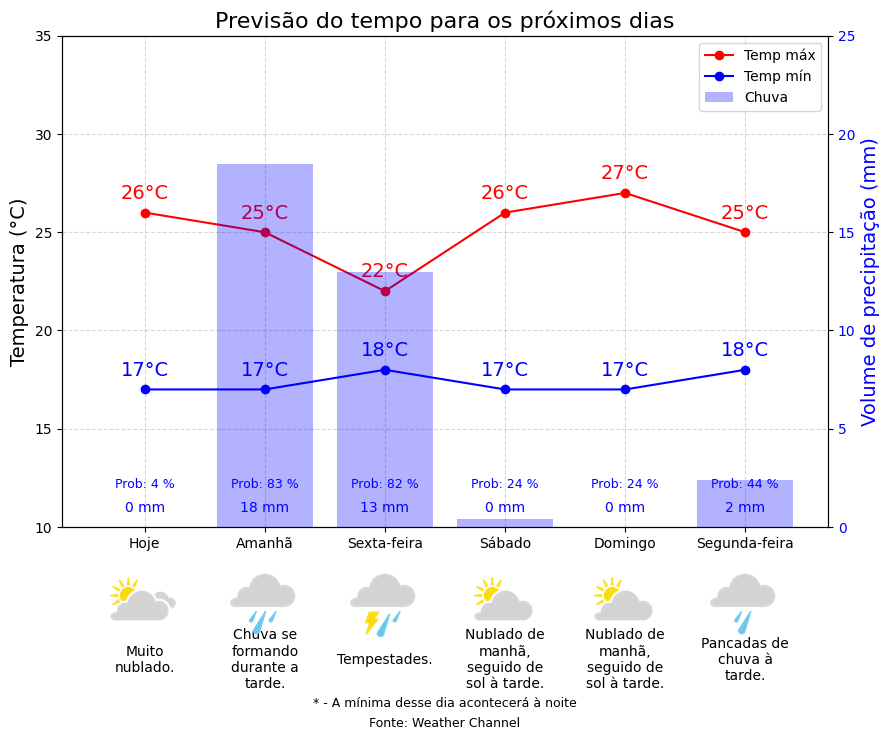 Previsão do tempo para os próximos dias
Temperatura (°C)
Volume de precipitação (mm)
35
30
25
20
15
10
25
20
15
10
5
0
Temp máx
Temp mín
Chuva
26°C
25°C
22°C
26°C
27°C
25°C
17°C
17°C
18°C
17°C
17°C
18°C
Prob: 4 %
Prob: 83 %
Prob: 82 %
Prob: 24 %
Prob: 24 %
Prob: 44 %
0 mm
18 mm
13 mm
0 mm
0 mm
2 mm
Hoje
Amanhã
Sexta-feira
Sábado
Domingo
Segunda-feira
Muito
nublado.
Chuva se
formando
durante a
tarde.
Tempestades.
Nublado de
manhã,
seguido de
sol à tarde.
Nublado de
manhã,
seguido de
sol à tarde.
Pancadas de
chuva à
tarde.
* - A mínima desse dia acontecerá à noite
Fonte: Weather Channel